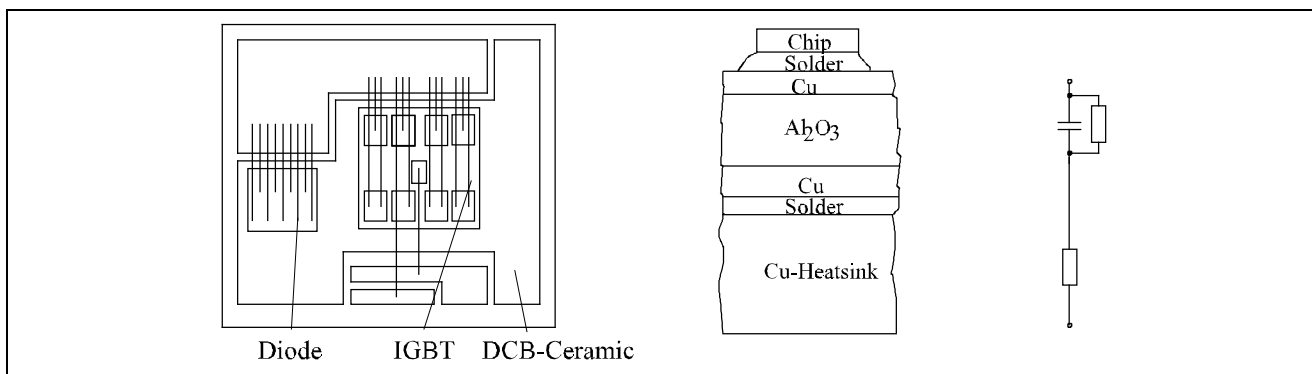 Diode IGBT DCB-Ceramic
Chip
Solder
Cu
Al2O3
Cu
Solder
Cu-Heatsink